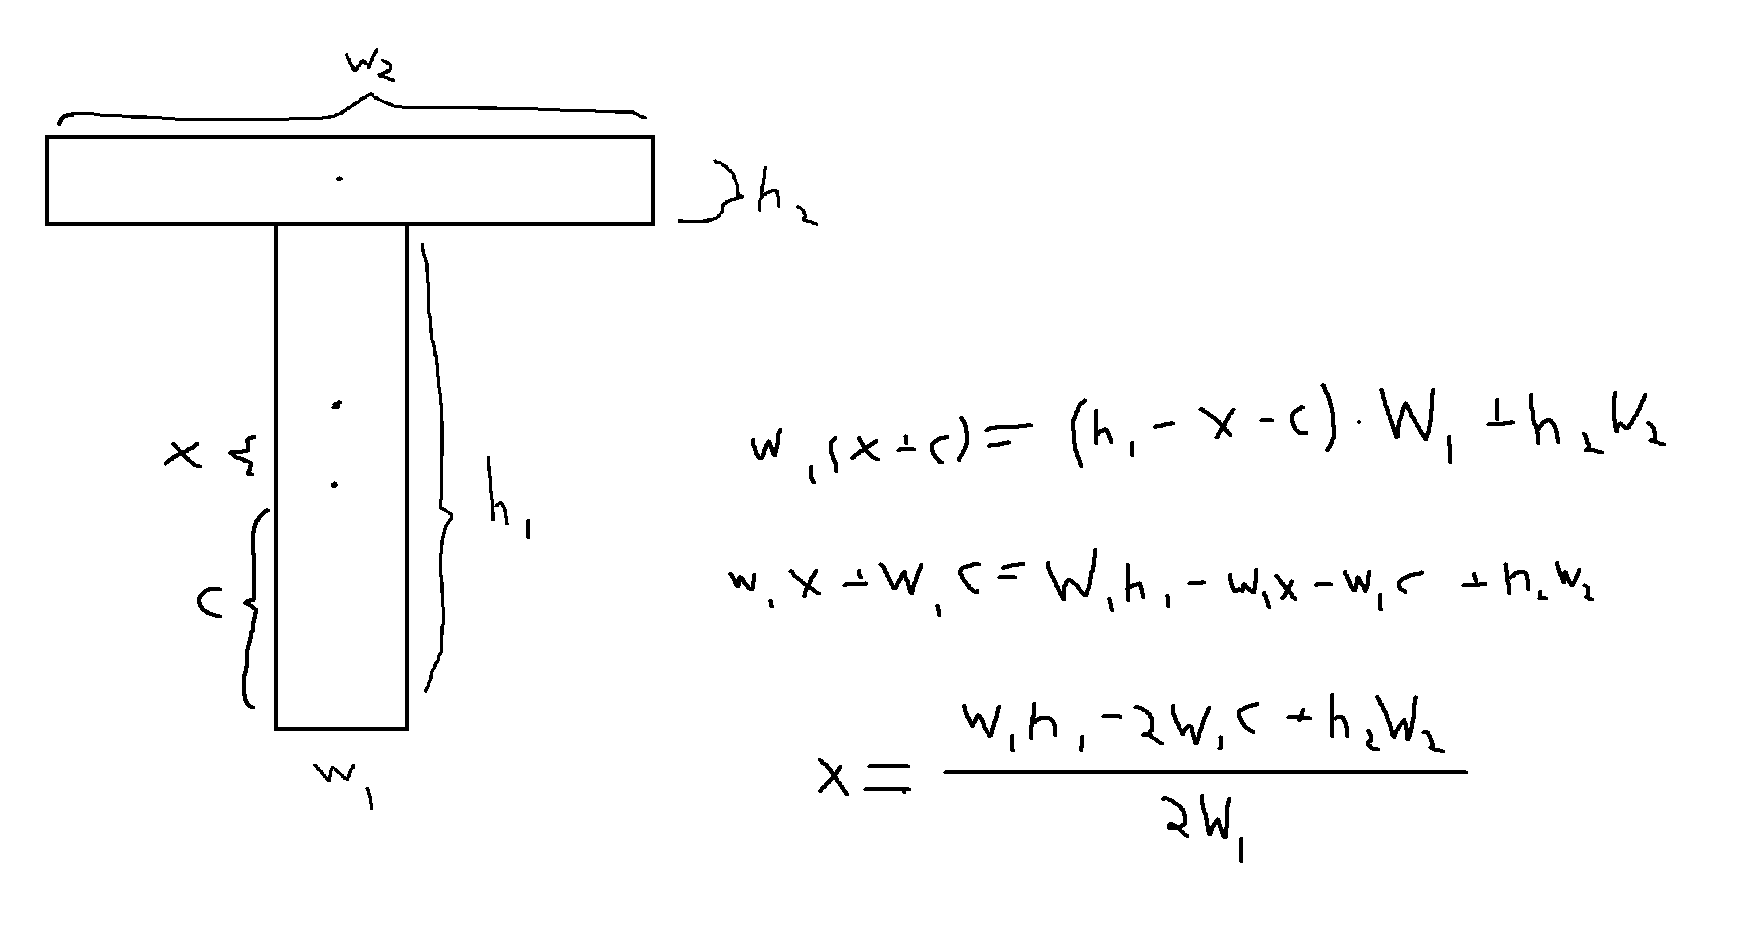 w₂
h₂
x
h₁
c
w₁
w₁(x+c) = (h₁ - x - c) · w₁ + h₂w₂
w₁x + w₁c = w₁h₁ - w₁x - w₁c + h₂w₂
x = (w₁h₁ - 2w₁c + h₂w₂) / 2w₁